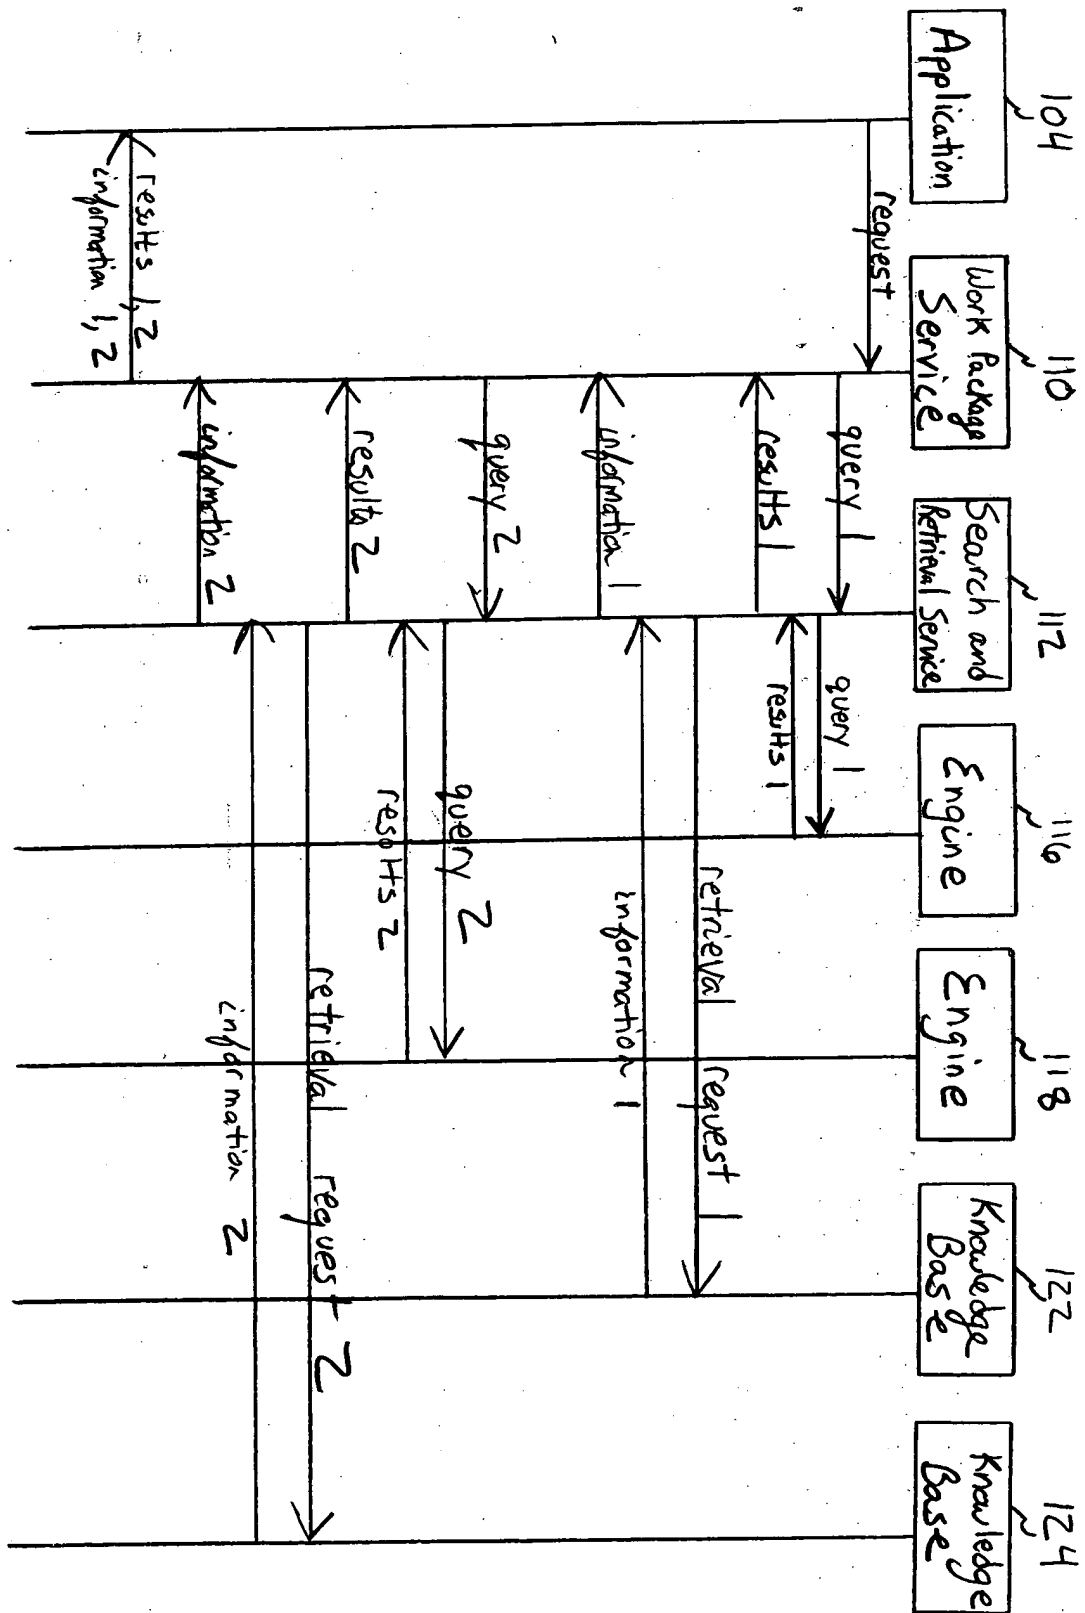 104
Application
110
Work Package
Service
112
Search and
Retrieval Service
116
Engine
118
Engine
122
Knowledge
Base
124
Knowledge
Base
request
query 1
query 1
results 1
results 1
retrieval request 1
information 1
information 1
query 2
query 2
results 2
results 2
retrieval request 2
information 2
information 2
results 1, 2
information 1, 2